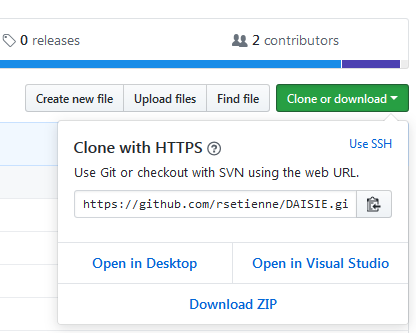 0 releases
2 contributors
Create new file
Upload files
Find file
Clone or download
Clone with HTTPS
Use SSH
Use Git or checkout with SVN using the web URL.
https://github.com/rsetienne/DAISIE.gi
Open in Desktop
Open in Visual Studio
Download ZIP